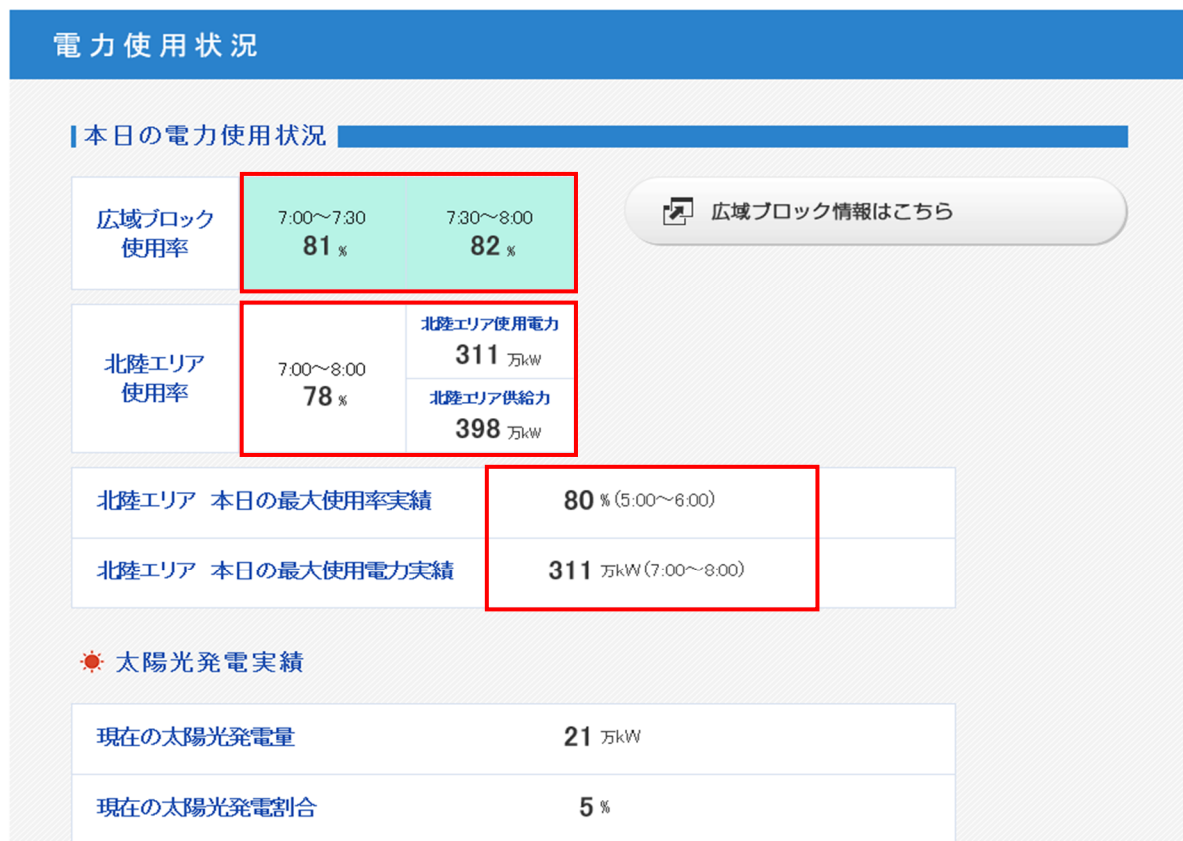 電力使用状況
本日の電力使用状況
広域ブロック
使用率
7:00～7:30
81 %
7:30～8:00
82 %
広域ブロック情報はこちら
北陸エリア
使用率
7:00～8:00
78 %
北陸エリア使用電力
311 万kW
北陸エリア供給力
398 万kW
北陸エリア 本日の最大使用率実績
80 %(5:00～6:00)
北陸エリア 本日の最大使用電力実績
311 万kW(7:00～8:00)
太陽光発電実績
現在の太陽光発電量
21 万kW
現在の太陽光発電割合
5 %